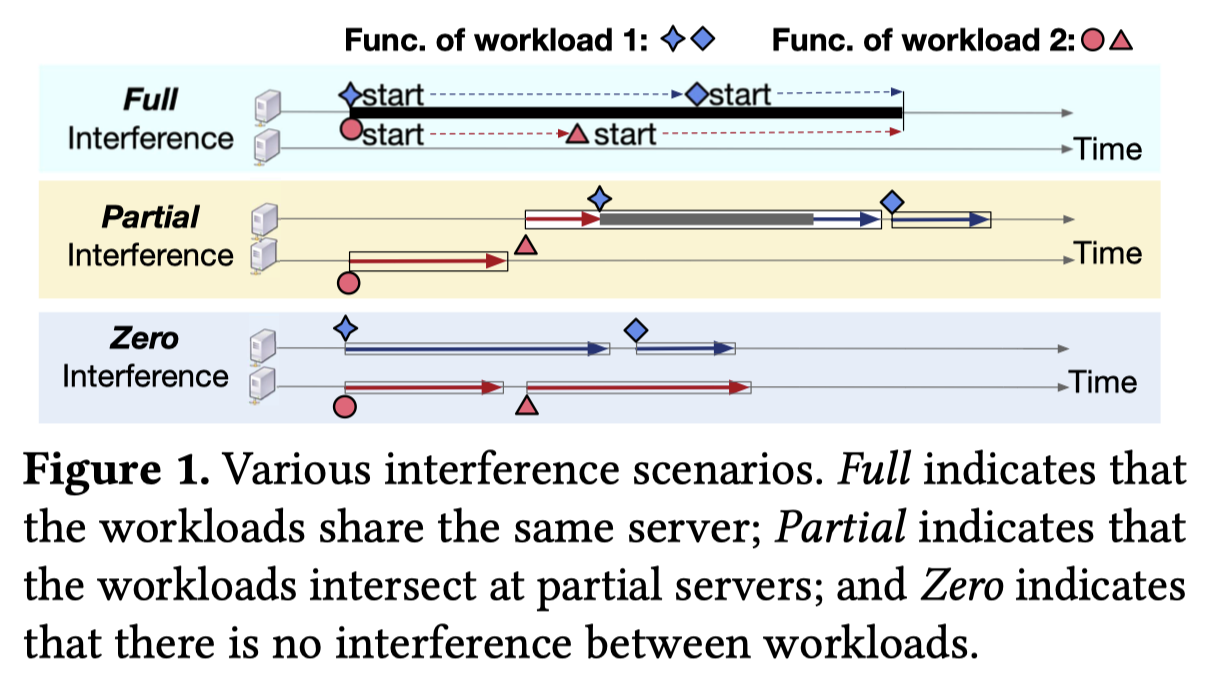 Func. of workload 1: Func. of workload 2:
Full
Interference
start start
start start
Time
Partial
Interference
Time
Zero
Interference
Time
Figure 1. Various interference scenarios. Full indicates that
the workloads share the same server; Partial indicates that
the workloads intersect at partial servers; and Zero indicates
that there is no interference between workloads.